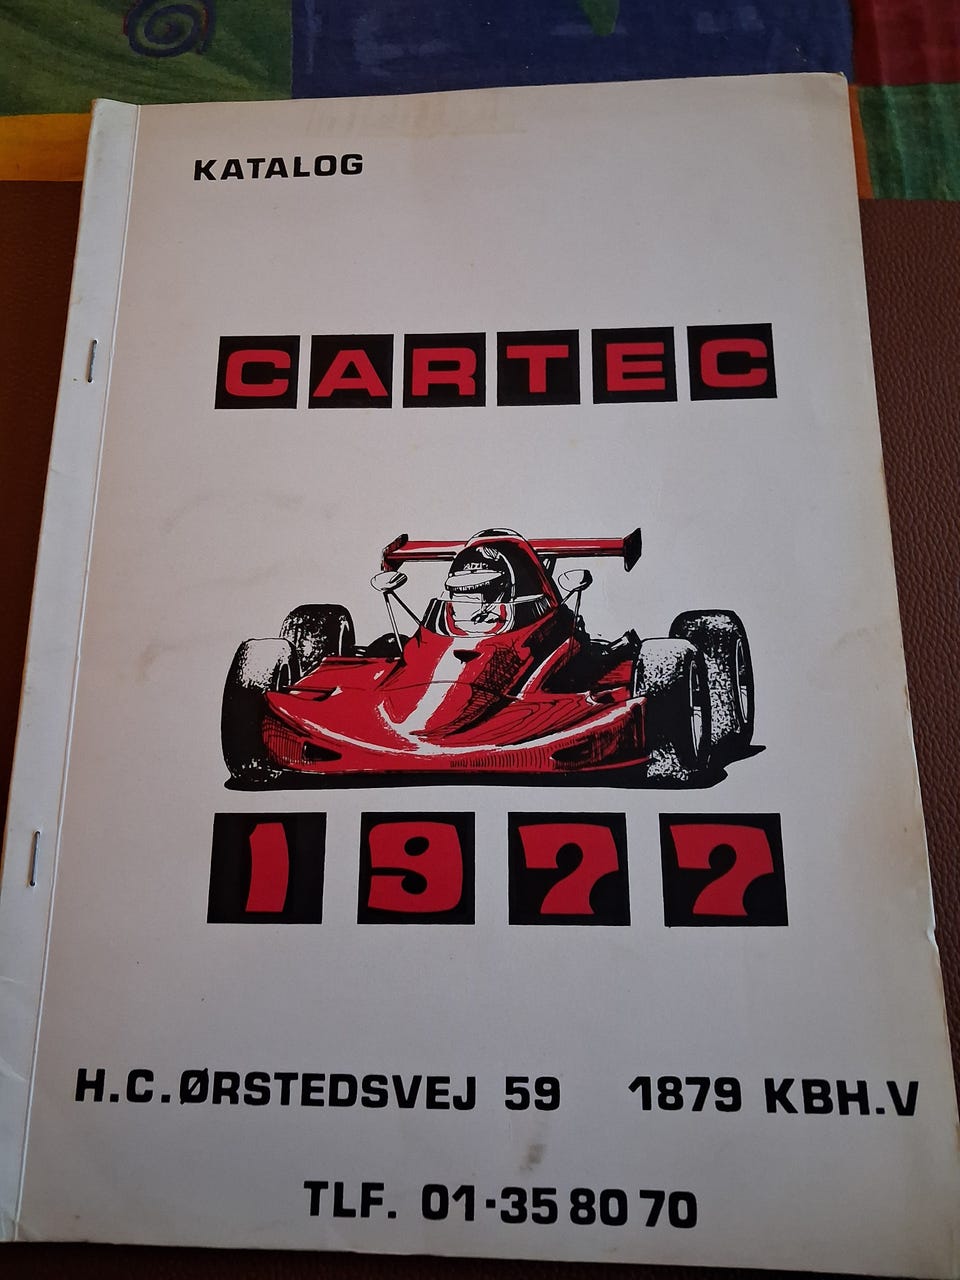 KATALOG
CARTEC
1977
H.C.ØRSTEDSVEJ 59 1879 KBH.V
TLF. 01-35 80 70